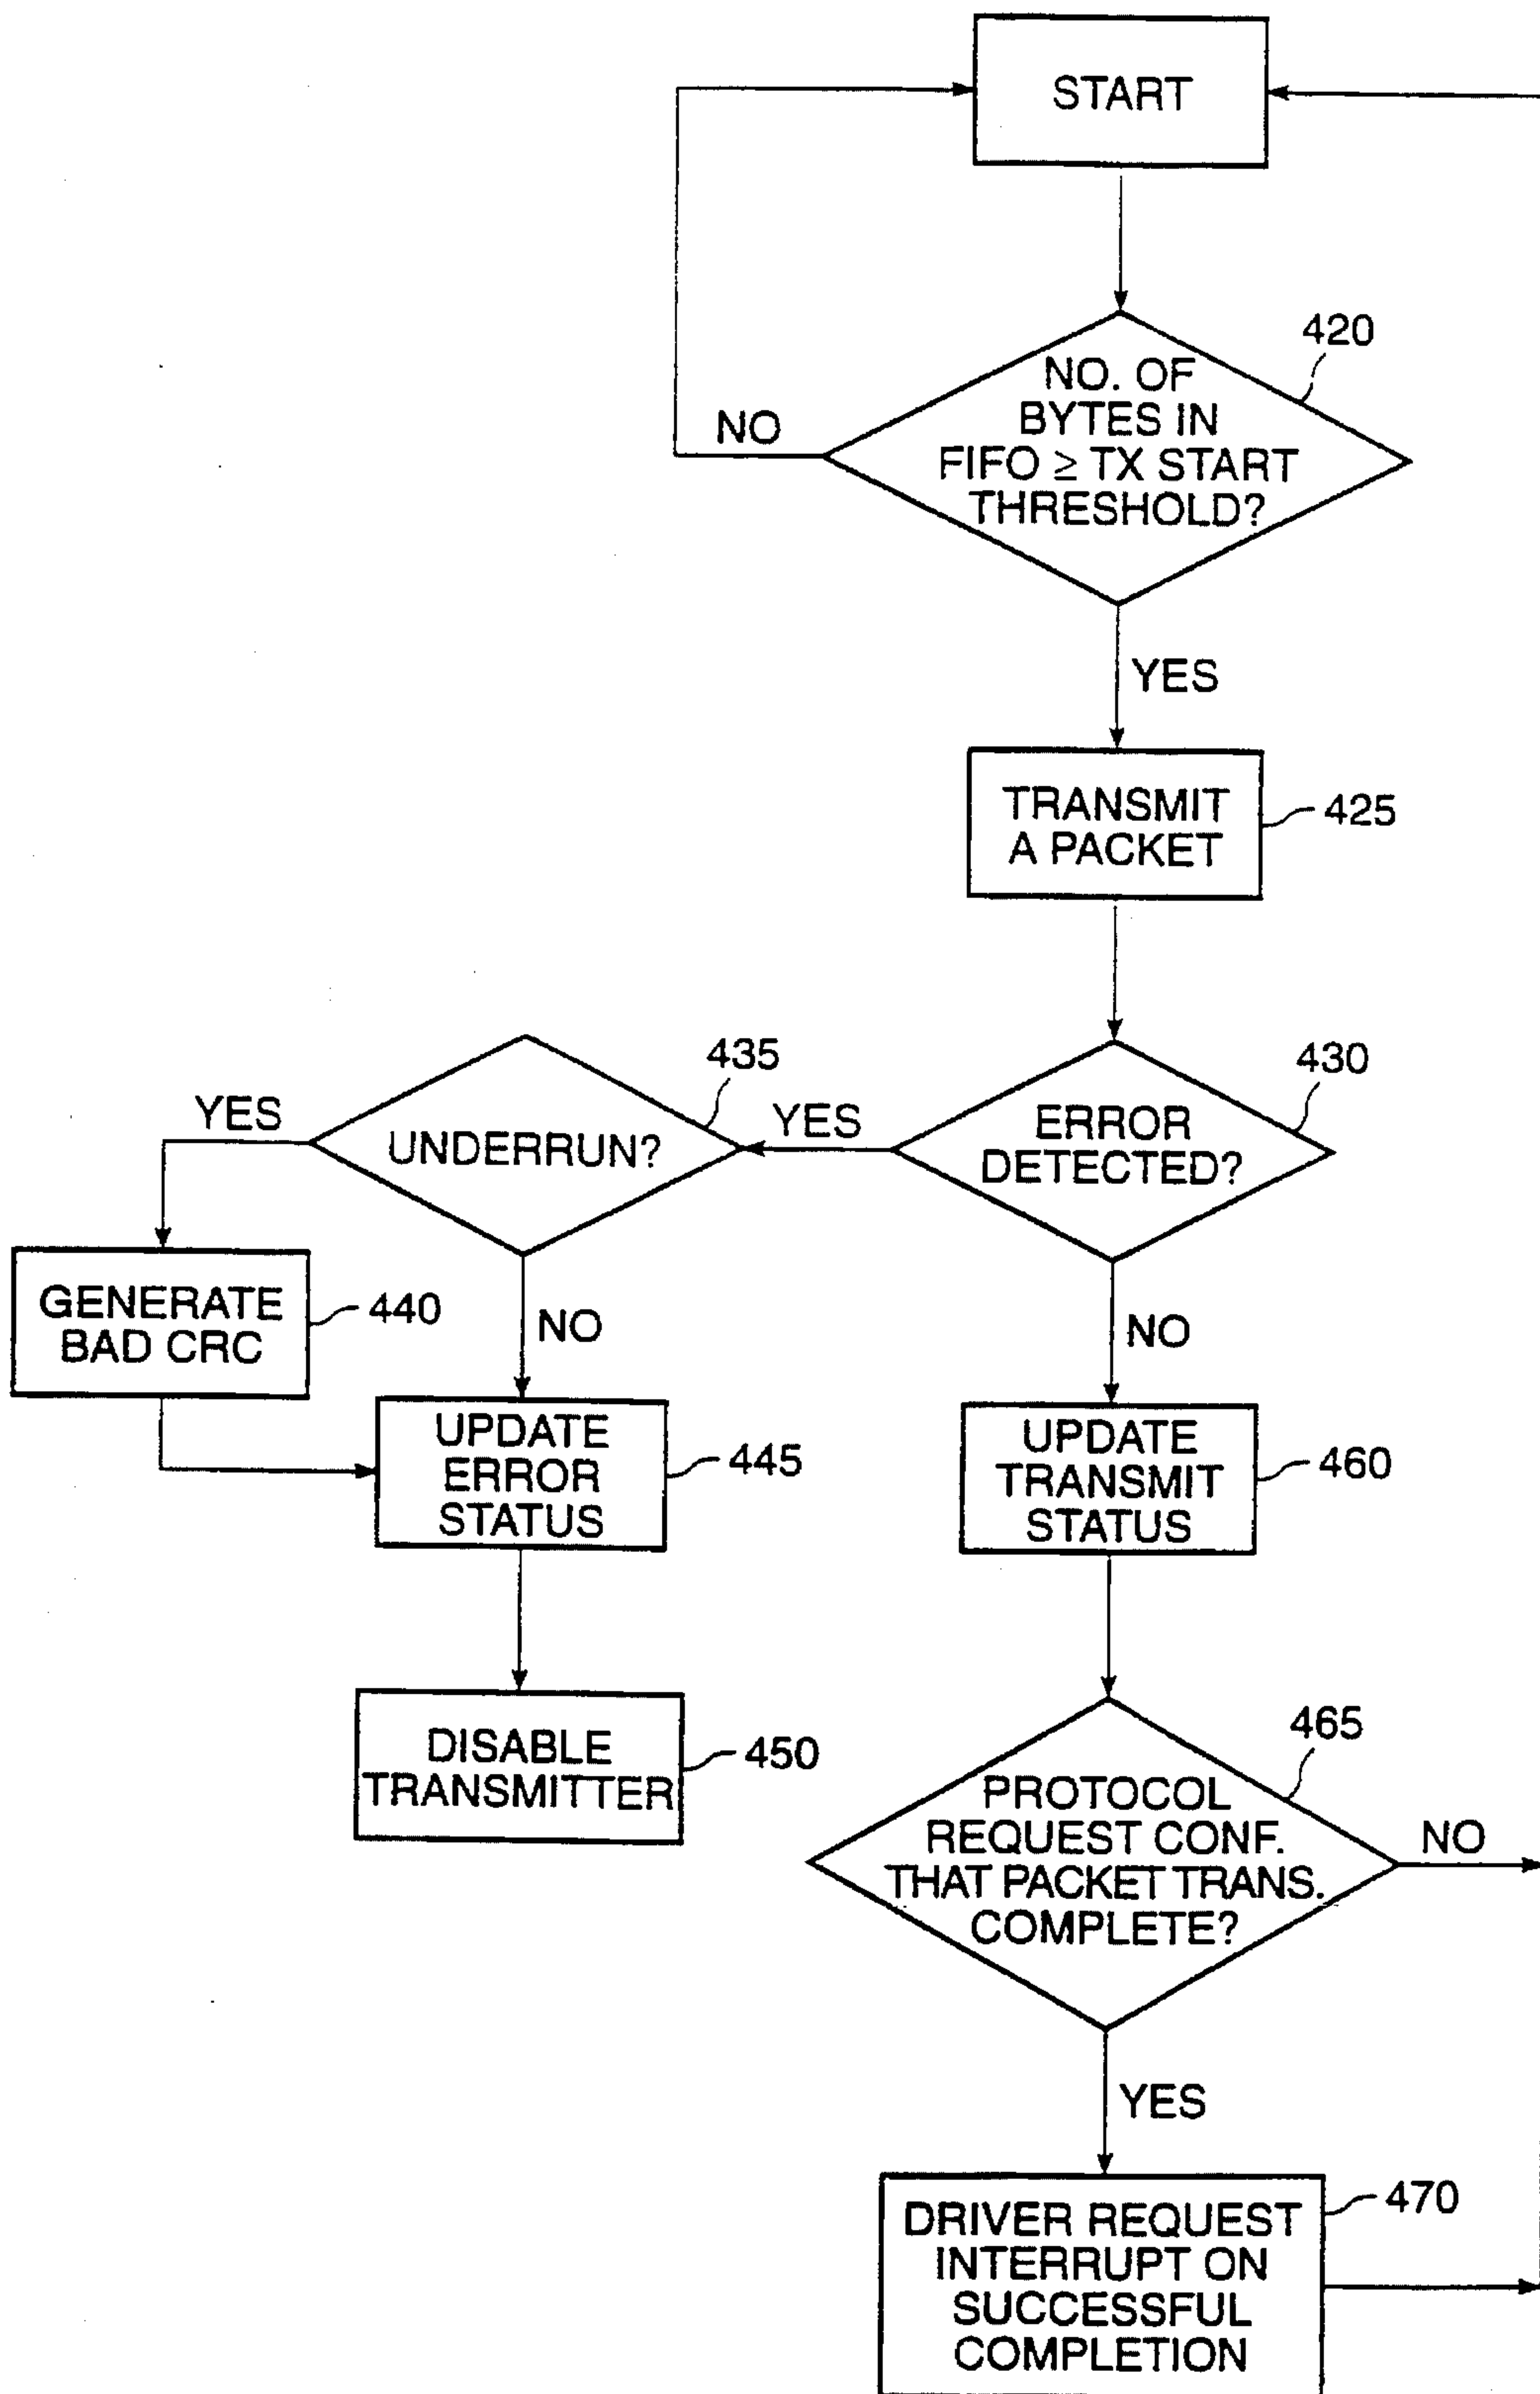 START
420
NO. OF
BYTES IN
FIFO ≥ TX START
THRESHOLD?
NO
YES
TRANSMIT
A PACKET
425
435
430
YES
UNDERRUN?
YES
ERROR
DETECTED?
GENERATE
BAD CRC
440
NO
NO
UPDATE
ERROR
STATUS
445
UPDATE
TRANSMIT
STATUS
460
DISABLE
TRANSMITTER
450
465
PROTOCOL
REQUEST CONF.
THAT PACKET TRANS.
COMPLETE?
NO
YES
DRIVER REQUEST
INTERRUPT ON
SUCCESSFUL
COMPLETION
470